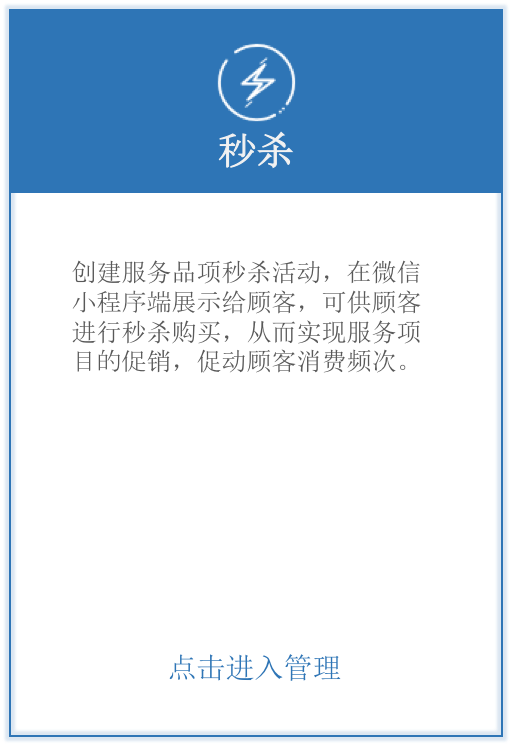 秒杀
创建服务品项秒杀活动，在微信
小程序端展示给顾客，可供顾客
进行秒杀购买，从而实现服务项
目的促销，促动顾客消费频次。
点击进入管理